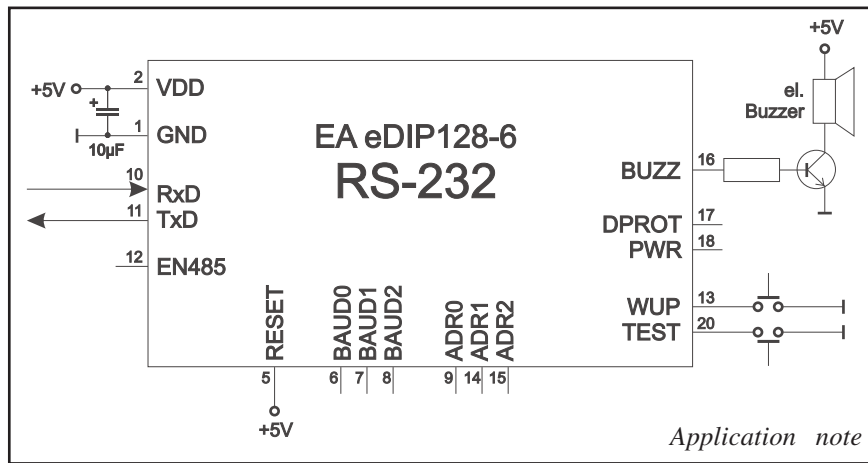 +5V
+5V
2
VDD
el.
Buzzer
+
1
GND
10µF
EA eDIP128-6
RS-232
10
RxD
BUZZ
16
11
TxD
DPROT
17
PWR
18
12
EN485
WUP
13
TEST
20
RESET
BAUD0
BAUD1
BAUD2
ADR0
ADR1
ADR2
5
6
7
8
9
14
15
+5V
Application note